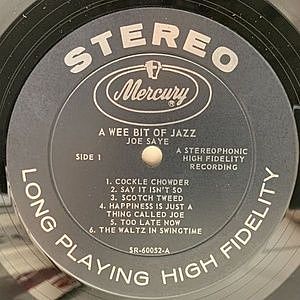 STEREO
Mercury
A WEE BIT OF JAZZ
JOE SAYE
SIDE 1
A STEREOPHONIC
HIGH FIDELITY
RECORDING
1. COCKLE CHOWDER
2. SAY IT ISN'T SO
3. SCOTCH TWEED
4. HAPPINESS IS JUST A
THING CALLED JOE
5. TOO LATE NOW
6. THE WALTZ IN SWINGTIME
SR-60052-A
LONG PLAYING HIGH FIDELITY